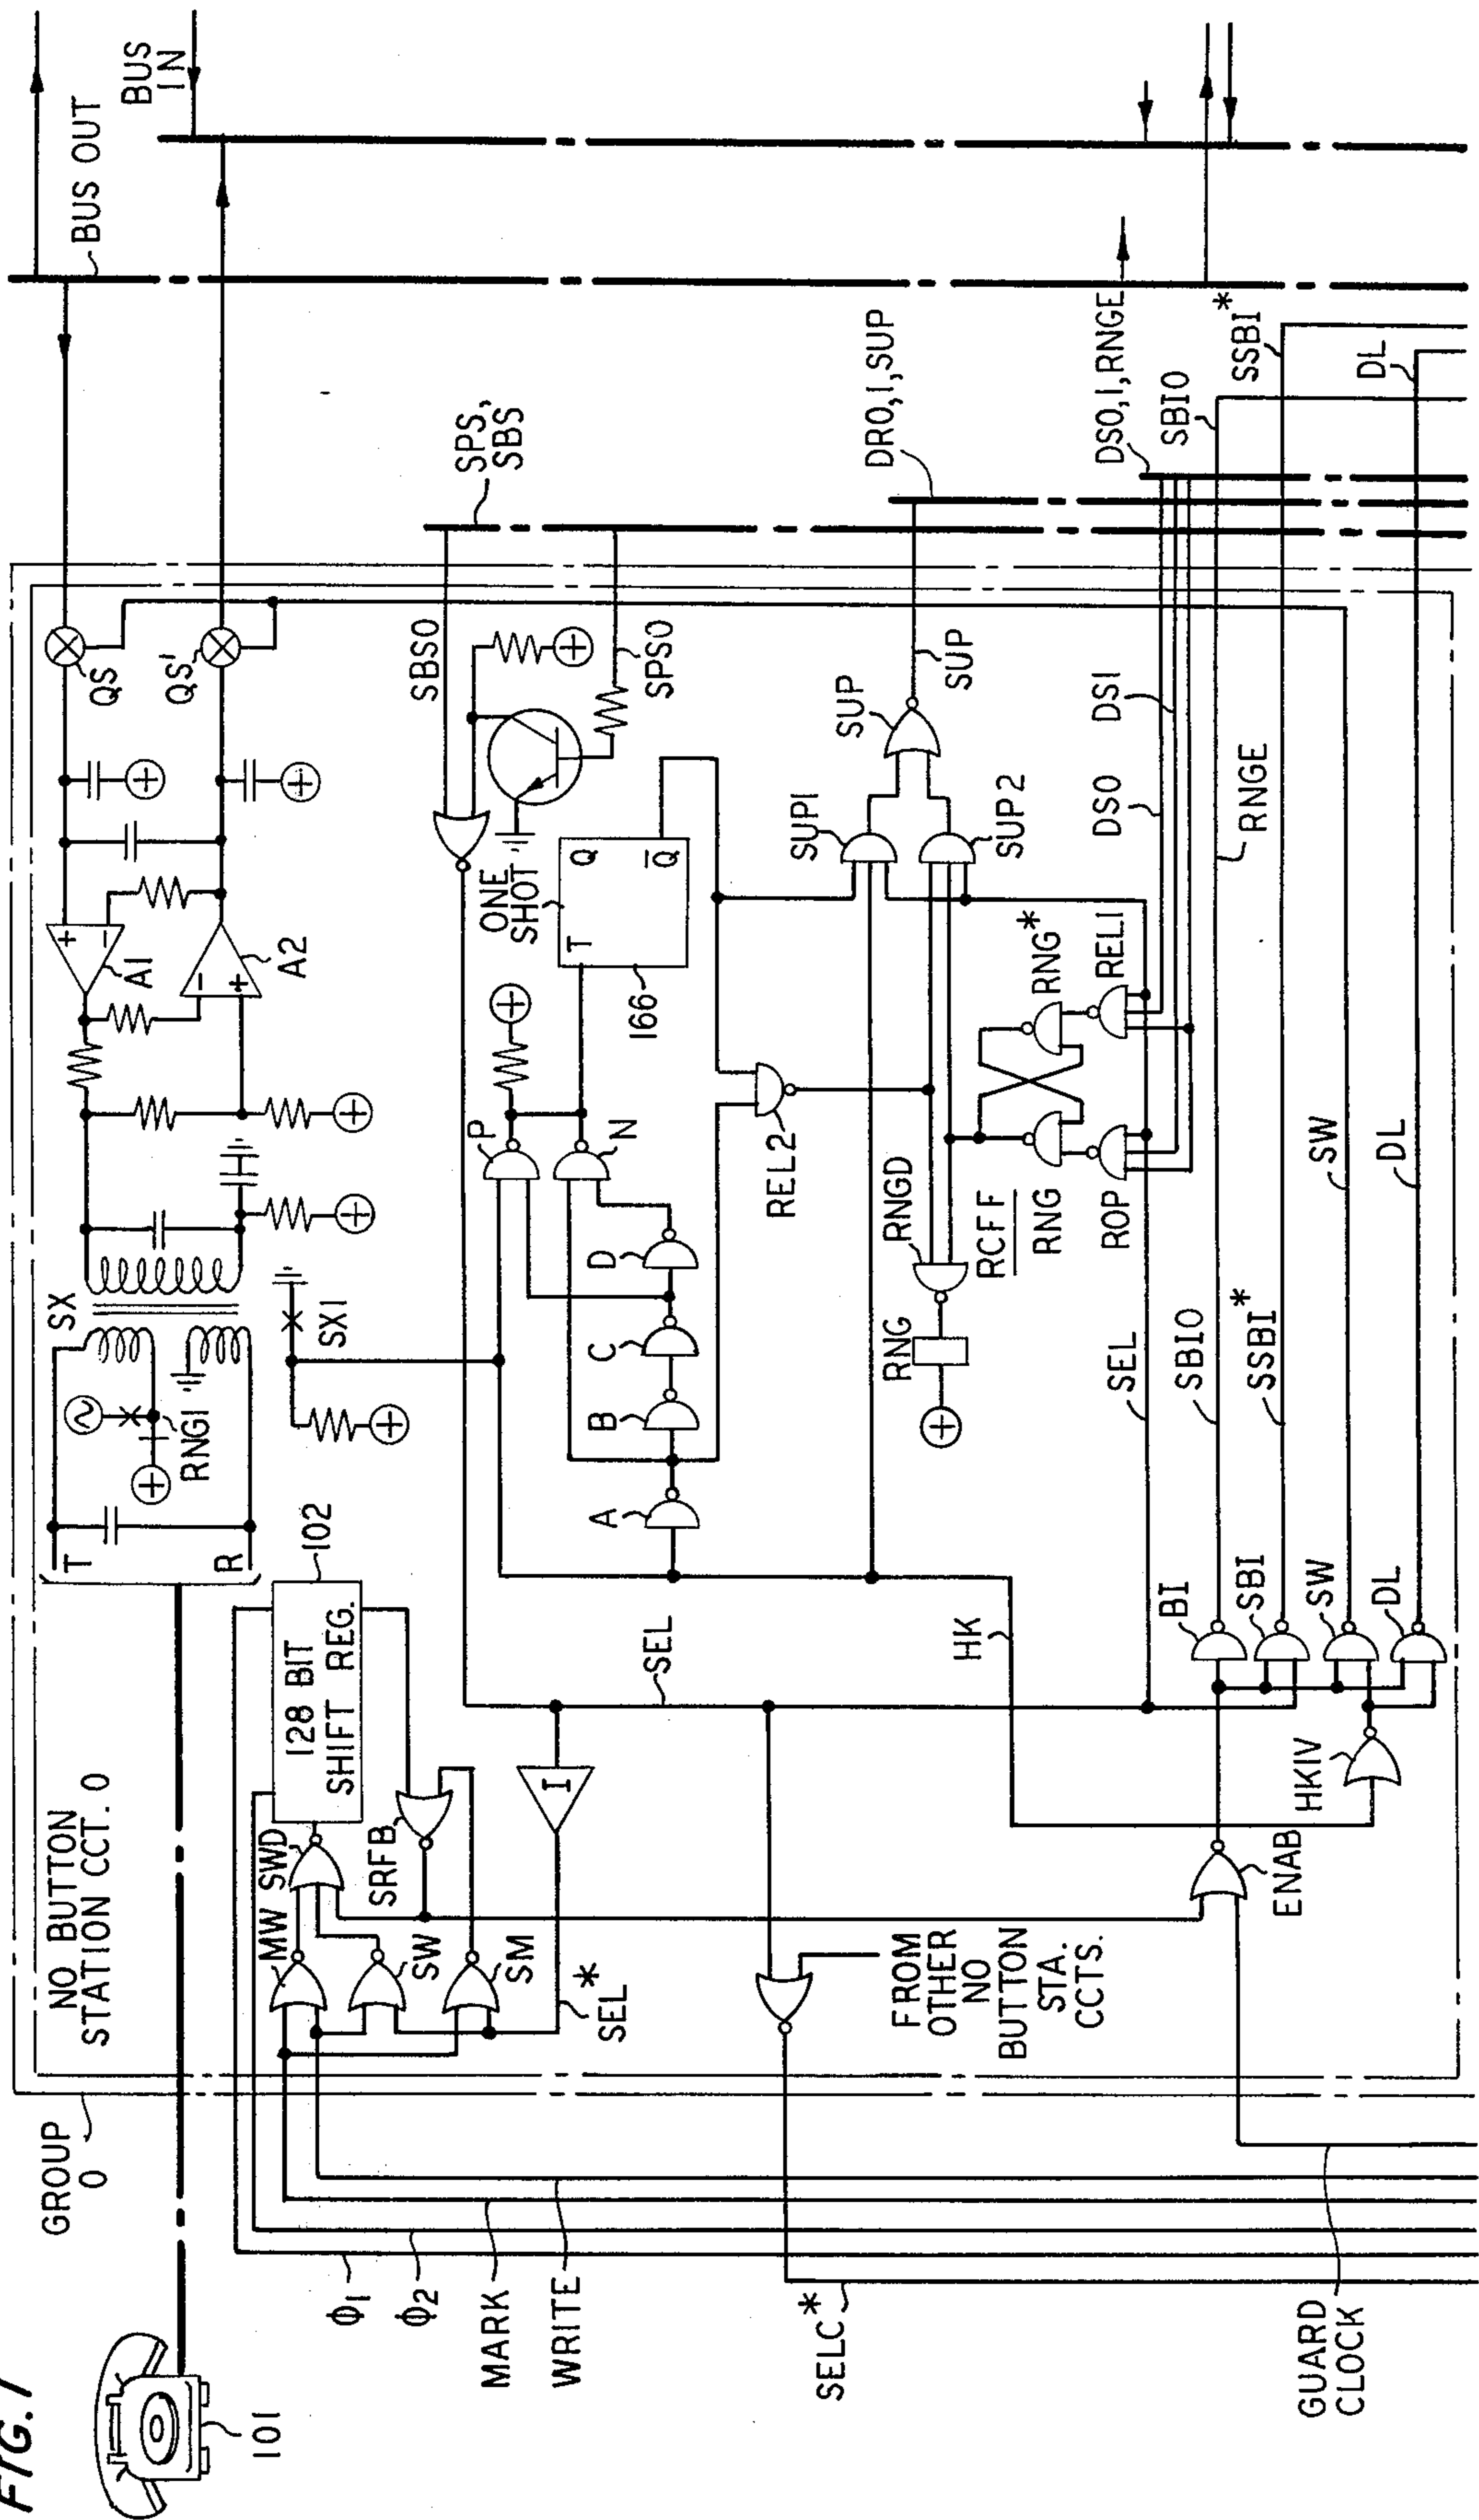 FIG. 1
GROUP
0
NO BUTTON
STATION CCT. 0
101
T
R
RNG1
SX
SX1
A1
A2
QS
QS'
BUS OUT
BUS
IN
Φ1
Φ2
MARK
WRITE
SELC*
GUARD
CLOCK
128 BIT
SHIFT REG.
102
MW
SWD
SRFB
SW
SM
SEL*
I
SEL
FROM
OTHER
NO
BUTTON
STA.
CCTS.
ENAB
HKIV
HK
A
B
C
D
P
N
ONE
SHOT
T
Q
Q̅
166
SBSO
SPSO
SPS,
SBS
REL2
RNGD
RNG
RCFF
RNG
RNG*
ROP
REL1
SUP1
SUP2
SUP
SUP
DRO,1,SUP
DSO,1,RNGE
DSO
DS1
RNGE
SBIO
SSBI*
DL
SEL
SBIO
SSBI*
SW
DL
BI
SBI
SW
DL